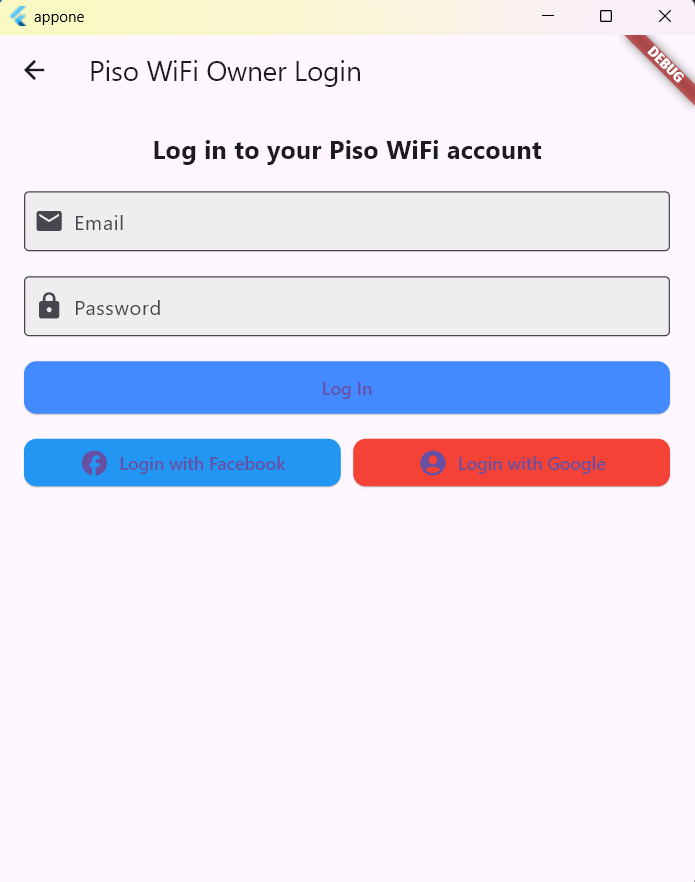 appone
DEBUG
Piso WiFi Owner Login
Log in to your Piso WiFi account
Email
Password
Log In
Login with Facebook
Login with Google